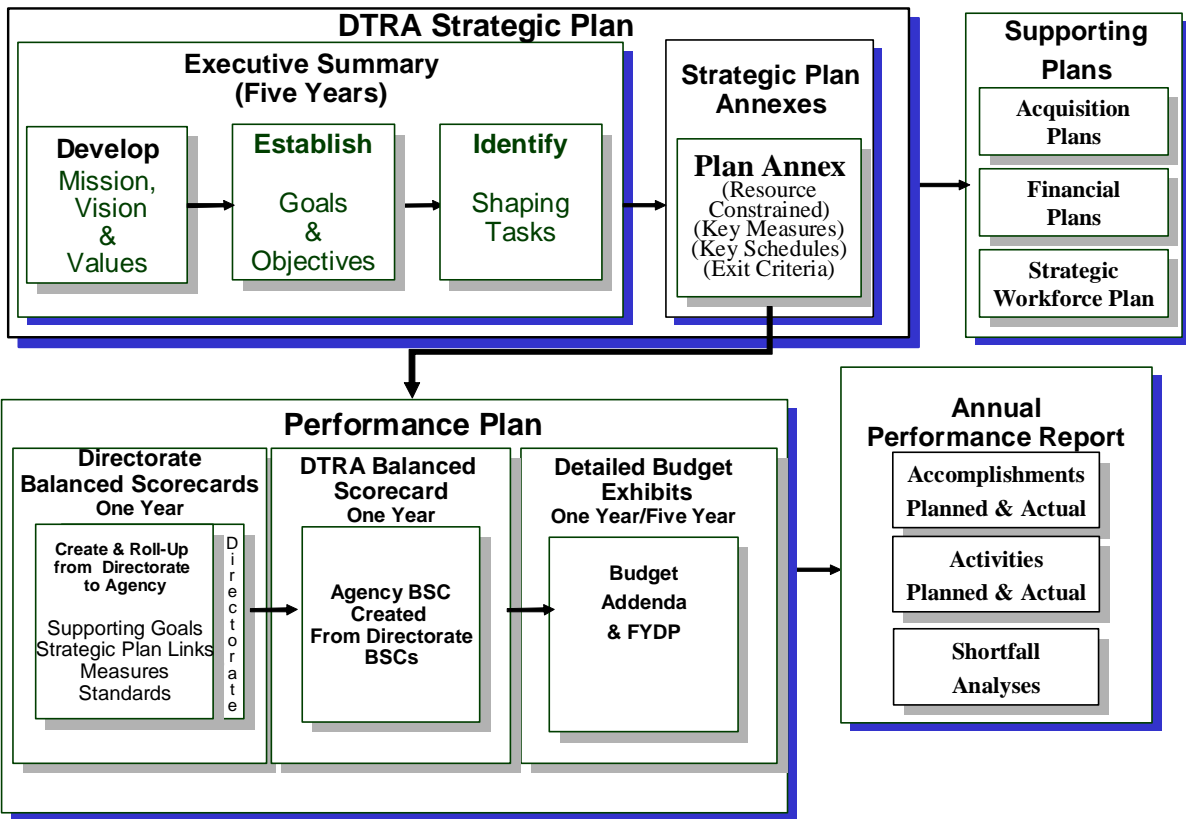 DTRA Strategic Plan
Executive Summary
(Five Years)
Develop
Mission,
Vision
&
Values
Establish
Goals
&
Objectives
Identify
Shaping
Tasks
Strategic Plan
Annexes
Plan Annex
(Resource
Constrained)
(Key Measures)
(Key Schedules)
(Exit Criteria)
Supporting
Plans
Acquisition
Plans
Financial
Plans
Strategic
Workforce Plan
Performance Plan
Directorate
Balanced Scorecards
One Year
Create & Roll-Up
from Directorate
to Agency
Supporting Goals
Strategic Plan Links
Measures
Standards
Directorate
DTRA Balanced
Scorecard
One Year
Agency BSC
Created
From Directorate
BSCs
Detailed Budget
Exhibits
One Year/Five Year
Budget
Addenda
& FYDP
Annual
Performance Report
Accomplishments
Planned & Actual
Activities
Planned & Actual
Shortfall
Analyses